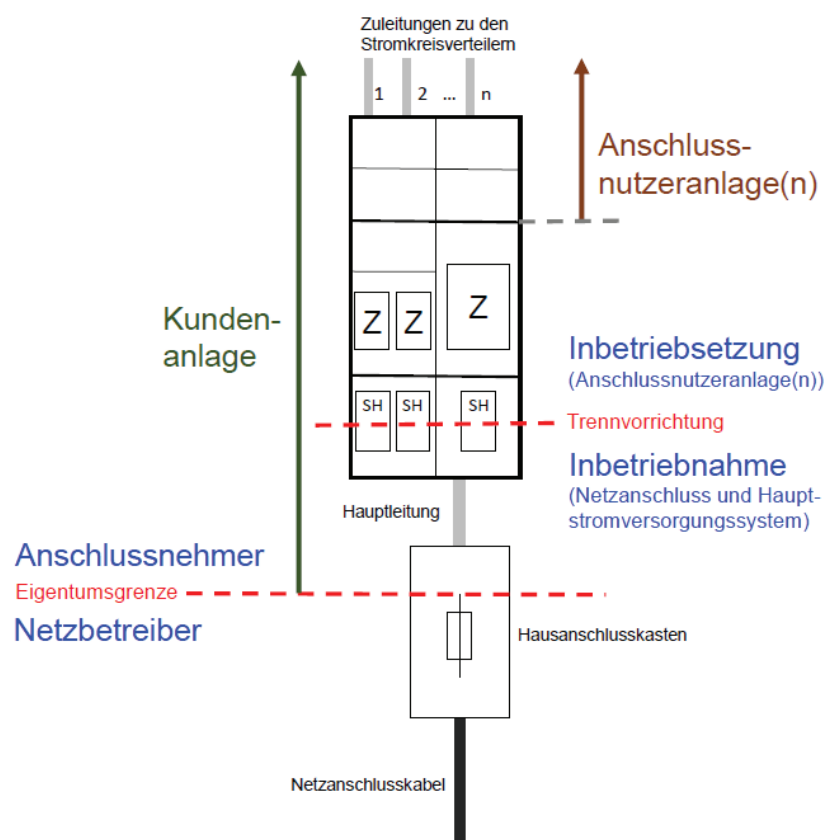 Zuleitungen zu den
Stromkreisverteilern
1 2 ... n
Anschluss-
nutzeranlage(n)
Kunden-
anlage
Z Z Z
Inbetriebsetzung
(Anschlussnutzeranlage(n))
SH SH SH
Trennvorrichtung
Inbetriebnahme
(Netzanschluss und Haupt-
stromversorgungssystem)
Hauptleitung
Anschlussnehmer
Eigentumsgrenze
Netzbetreiber
Hausanschlusskasten
Netzanschlusskabel